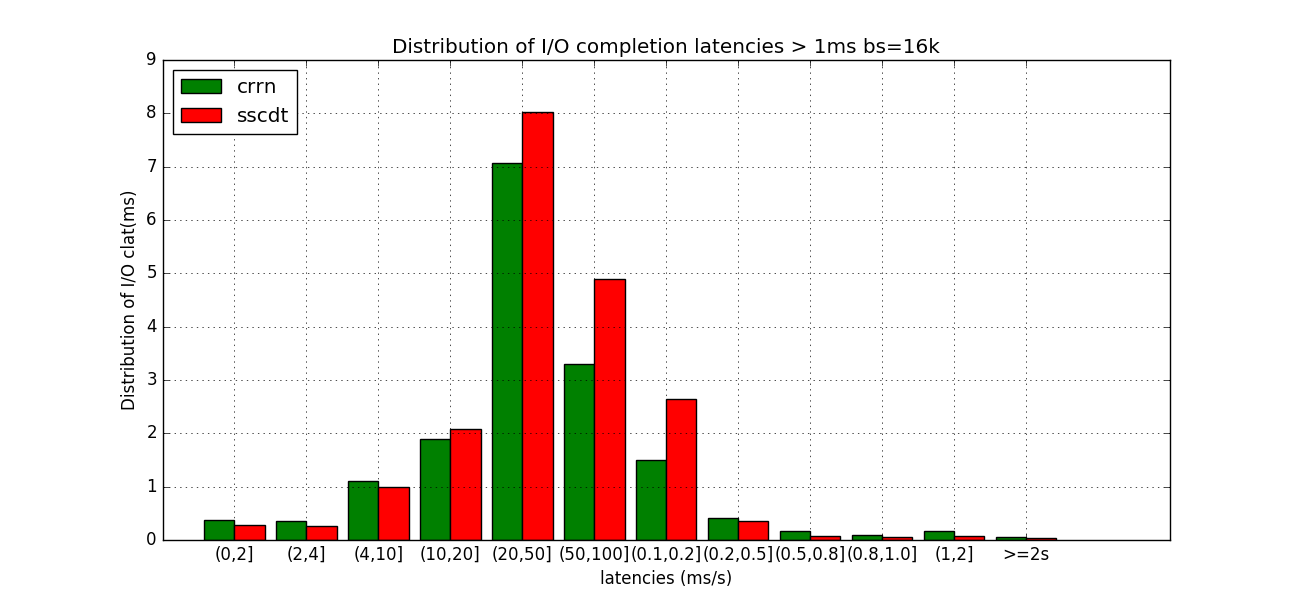 Distribution of I/O completion latencies > 1ms bs=16k
9
8
7
6
5
4
3
2
1
0
crrn
sscdt
Distribution of I/O clat(ms)
(0,2] (2,4] (4,10] (10,20] (20,50] (50,100] (0.1,0.2] (0.2,0.5] (0.5,0.8] (0.8,1.0] (1,2] >=2s
latencies (ms/s)